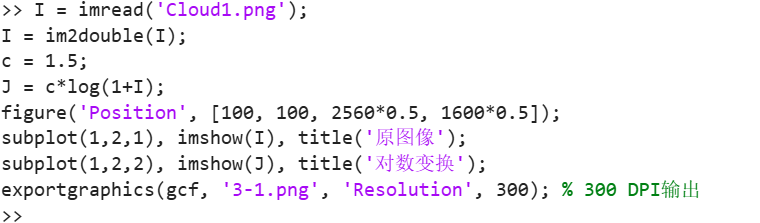 >> I = imread('Cloud1.png');
I = im2double(I);
c = 1.5;
J = c*log(1+I);
figure('Position', [100, 100, 2560*0.5, 1600*0.5]);
subplot(1,2,1), imshow(I), title('原图像');
subplot(1,2,2), imshow(J), title('对数变换');
exportgraphics(gcf, '3-1.png', 'Resolution', 300); % 300 DPI输出
>>